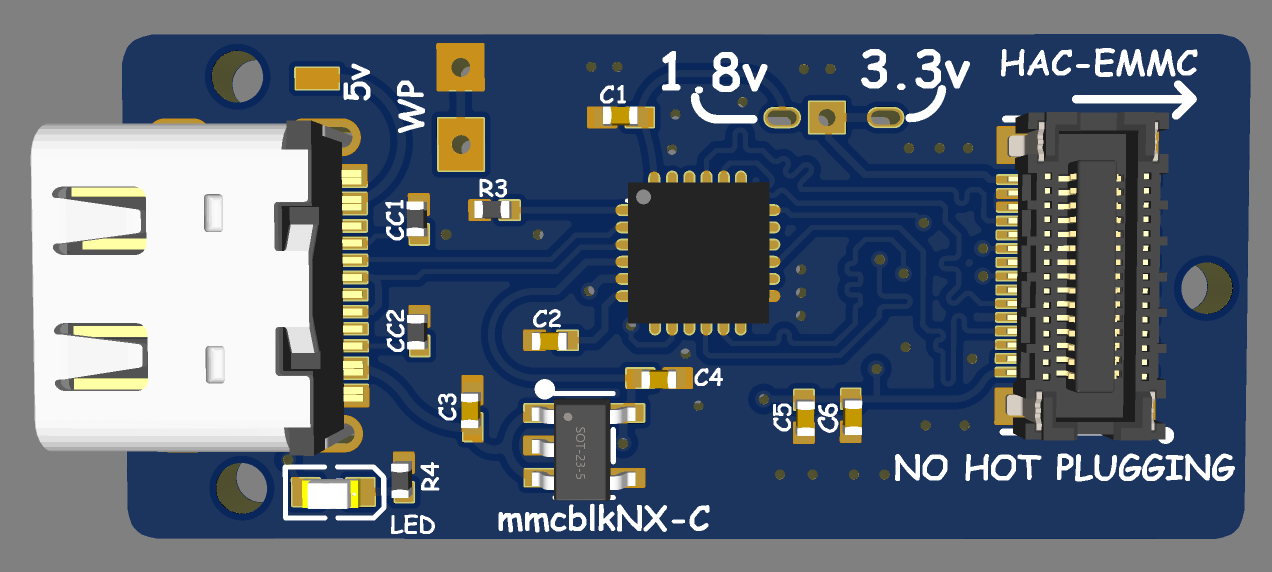 5v
WP
C1
1.8v
3.3v
HAC-EMMC
R3
CC1
CC2
C2
C4
C3
C5
C6
SOT-23-5
NO HOT PLUGGING
R4
LED
mmcblkNX-C